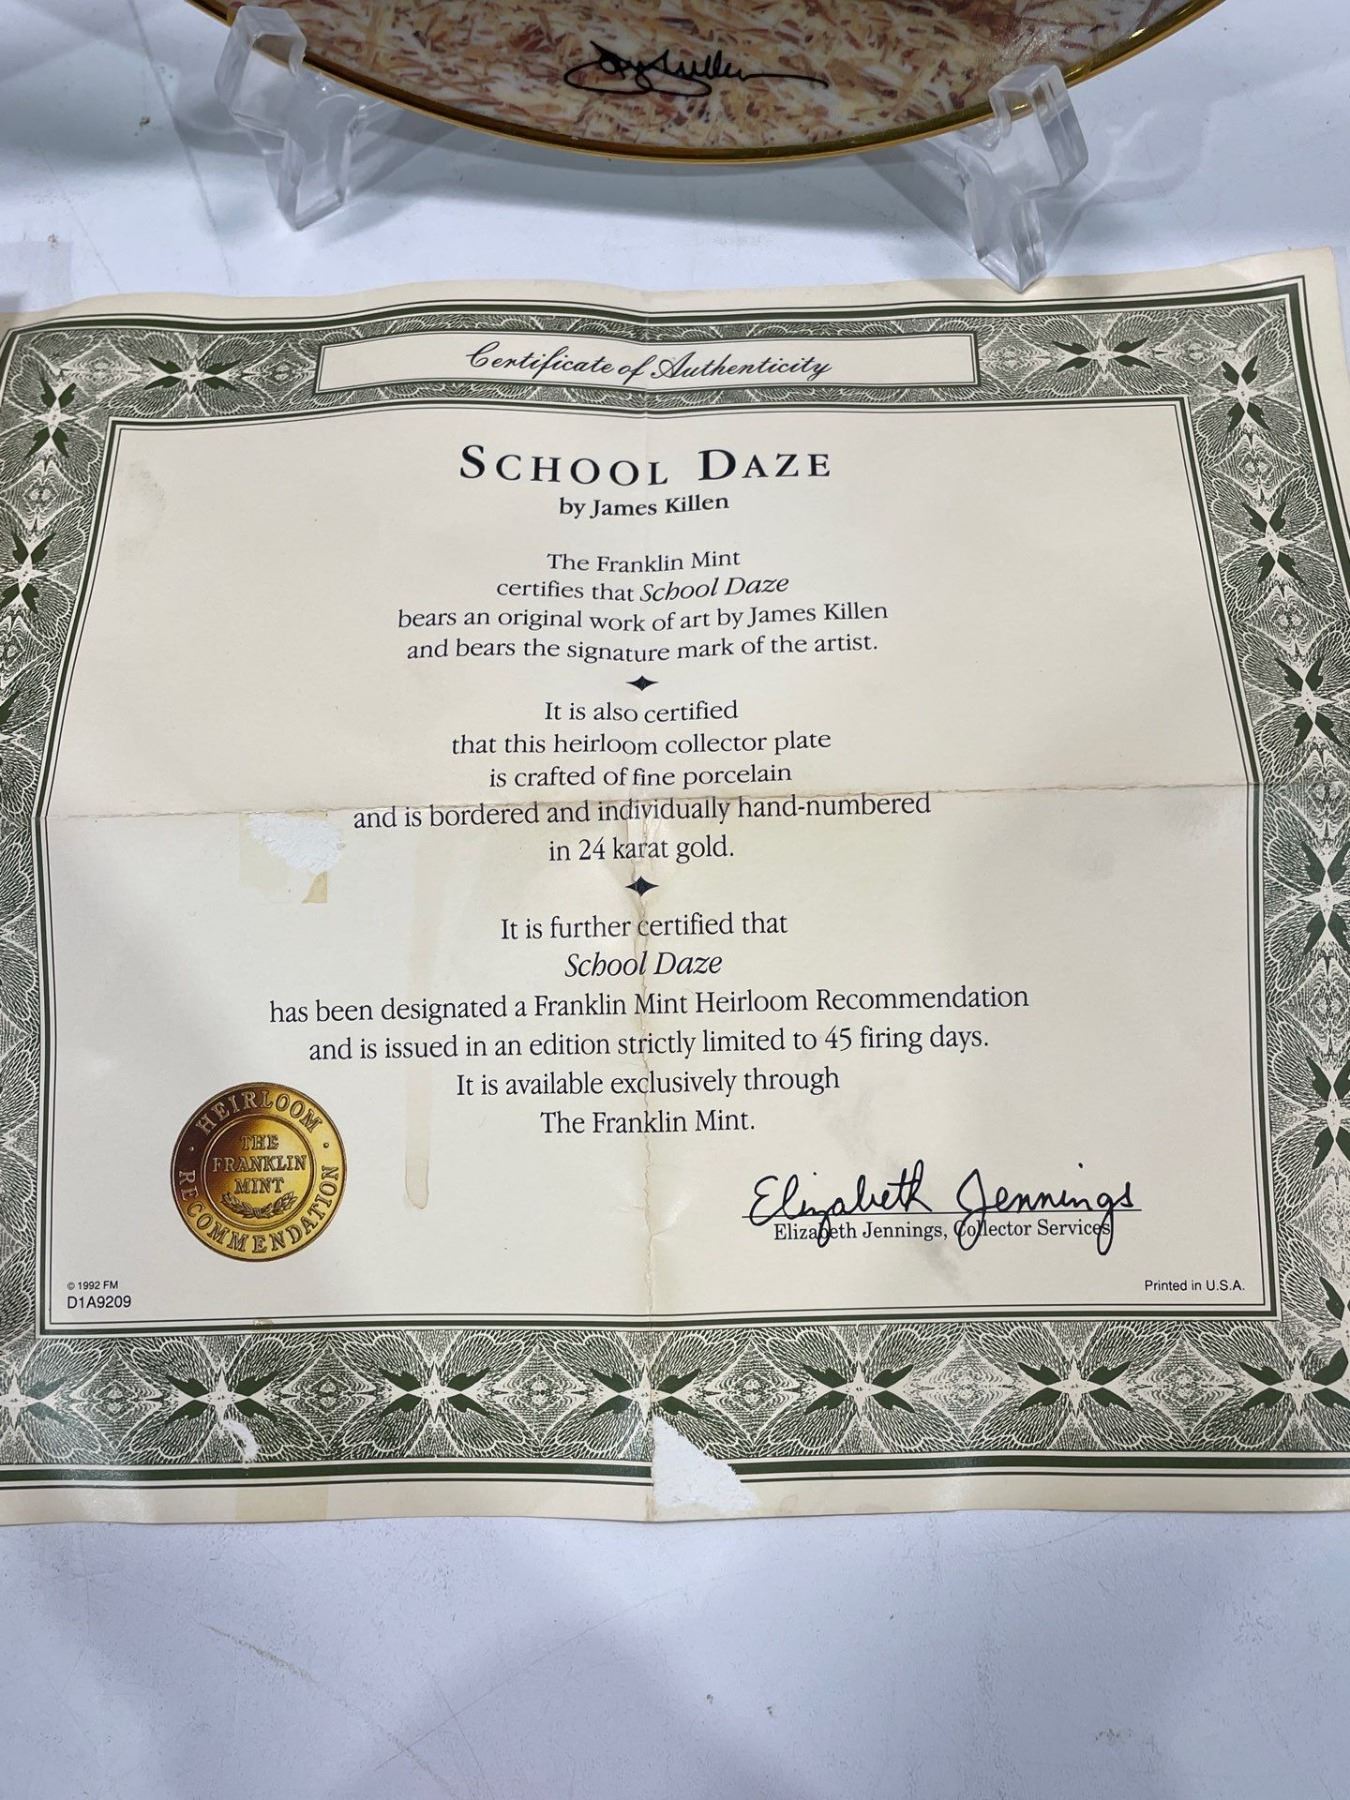 Certificate of Authenticity
SCHOOL DAZE
by James Killen
The Franklin Mint
certifies that School Daze
bears an original work of art by James Killen
and bears the signature mark of the artist.
It is also certified
that this heirloom collector plate
is crafted of fine porcelain
and is bordered and individually hand-numbered
in 24 karat gold.
It is further certified that
School Daze
has been designated a Franklin Mint Heirloom Recommendation
and is issued in an edition strictly limited to 45 firing days.
It is available exclusively through
The Franklin Mint.
HEIRLOOM
RECOMMENDATION
THE
FRANKLIN
MINT
Elizabeth Jennings
Elizabeth Jennings, Collector Services
© 1992 FM
D1A9209
Printed in U.S.A.